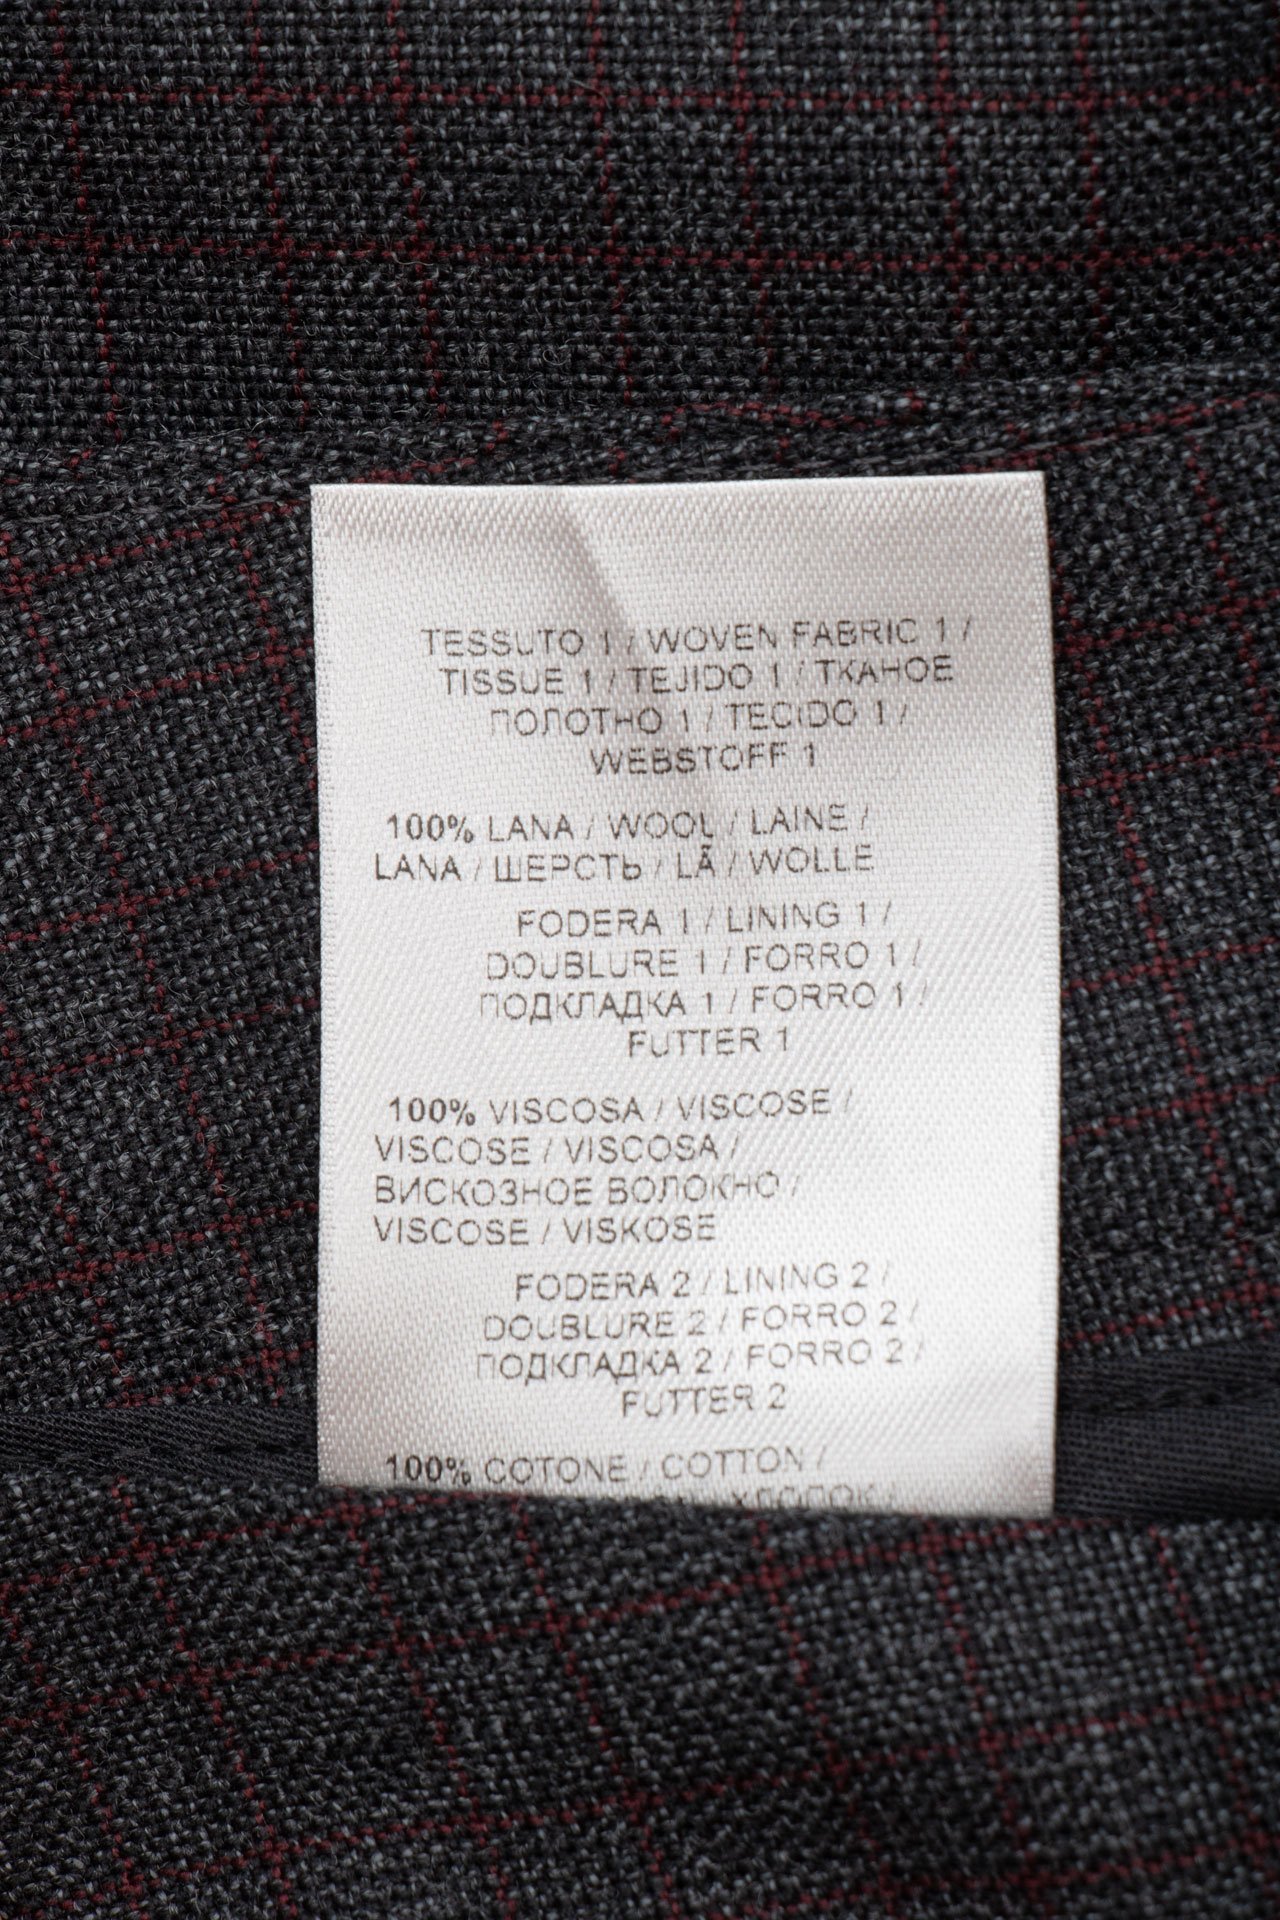 TESSUTO 1 / WOVEN FABRIC 1 /
TISSUE 1 / TEJIDO 1 / ТКАНОЕ
ПОЛОТНО 1 / TECIDO 1 /
WEBSTOFF 1
100% LANA / WOOL / LAINE /
LANA / ШЕРСТЬ / LÃ / WOLLE
FODERA 1 / LINING 1 /
DOUBLURE 1 / FORRO 1 /
ПОДКЛАДКА 1 / FORRO 1 /
FUTTER 1
100% VISCOSA / VISCOSE /
VISCOSE / VISCOSA /
ВИСКОЗНОЕ ВОЛОКНО /
VISCOSE / VISKOSE
FODERA 2 / LINING 2 /
DOUBLURE 2 / FORRO 2 /
ПОДКЛАДКА 2 / FORRO 2 /
FUTTER 2
100% COTONE / COTTON /
ХЛОПОК /